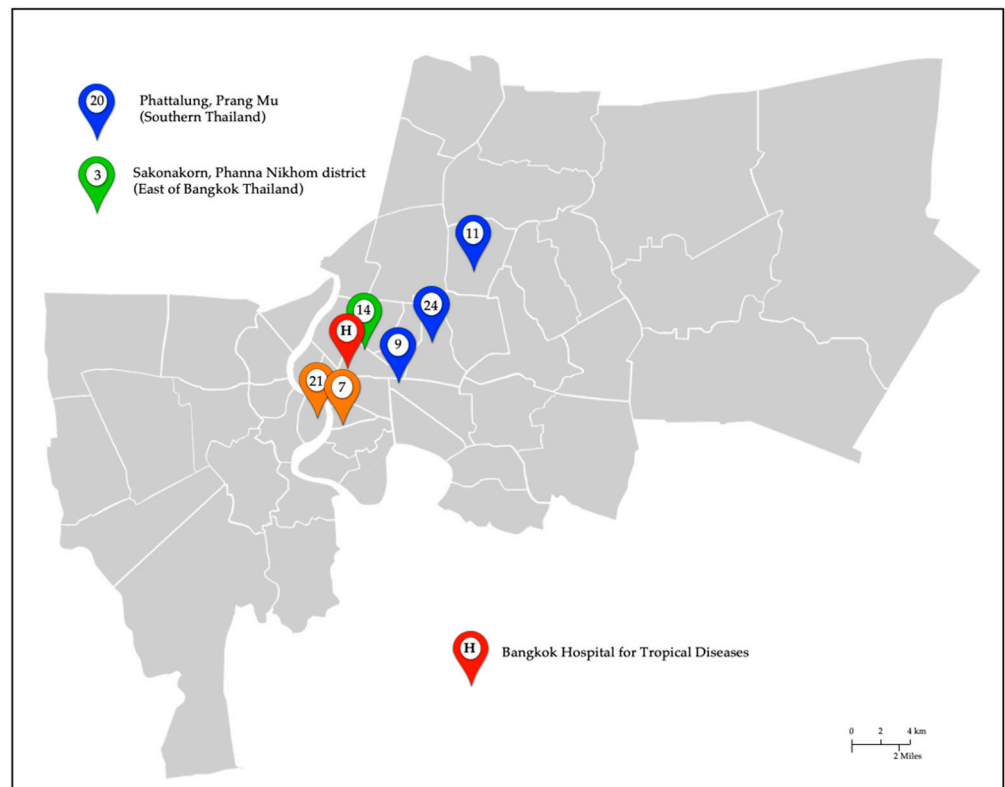 20
Phattalung, Prang Mu
(Southern Thailand)
3
Sakonakorn, Phanna Nikhom district
(East of Bangkok Thailand)
11
24
14
H
9
21
7
H
Bangkok Hospital for Tropical Diseases
0 2 4 km
2 Miles